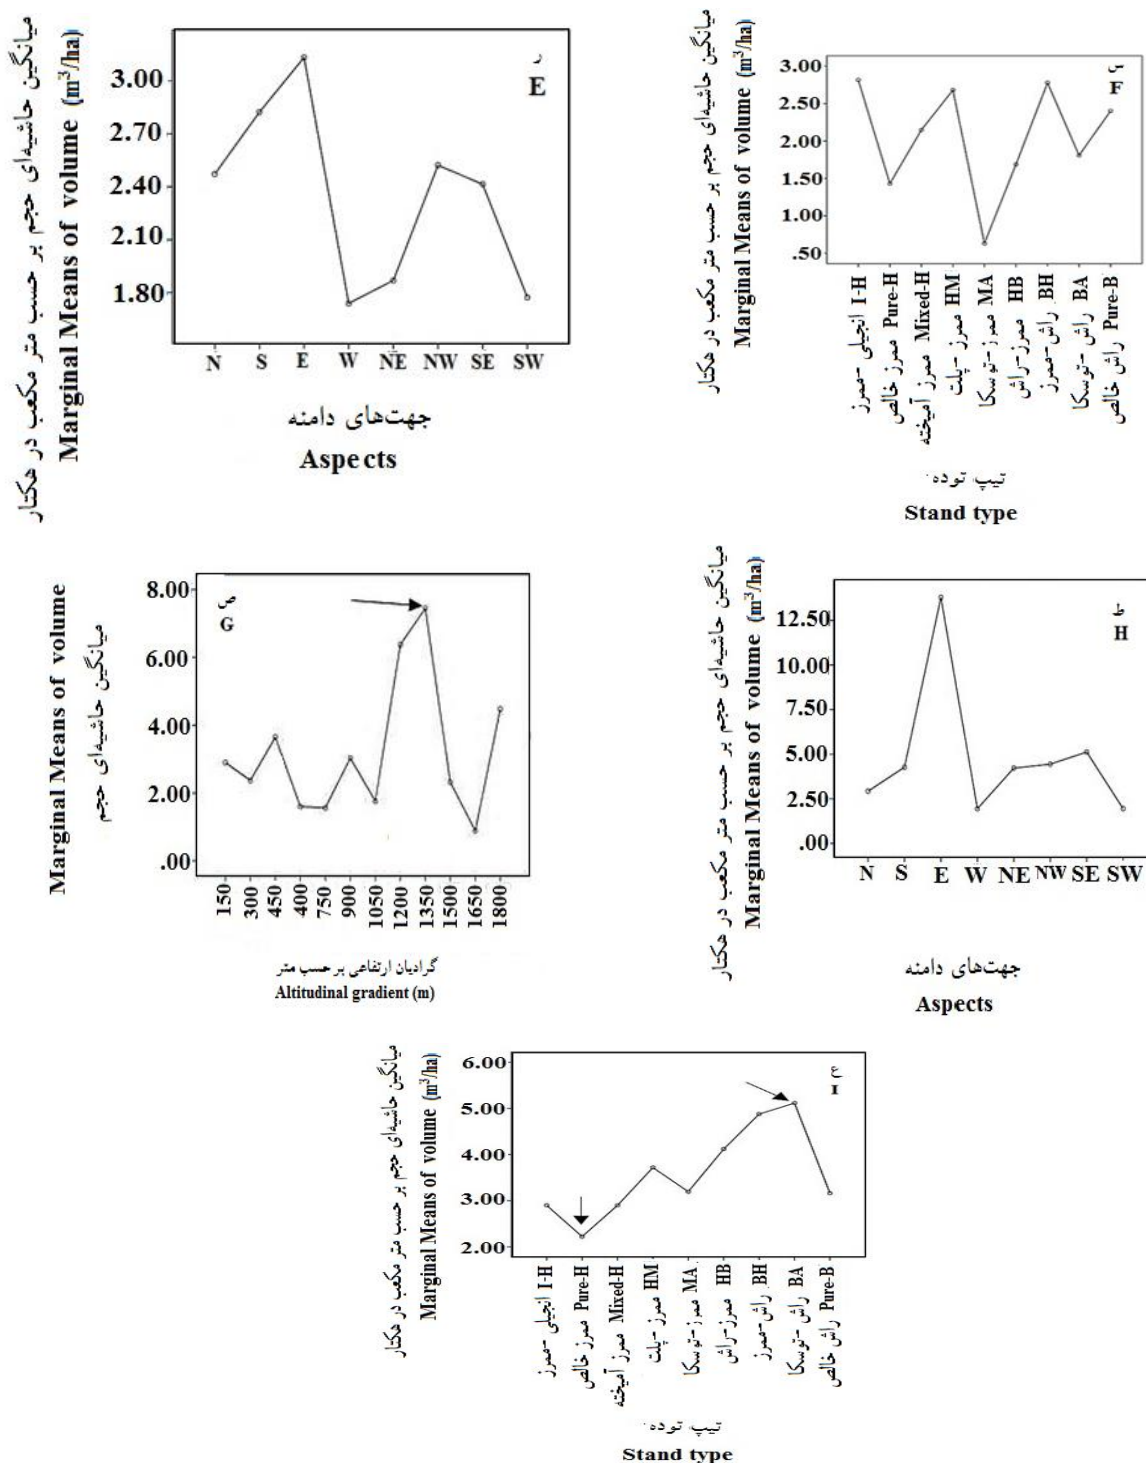 میانگین حاشیه‌ای حجم بر حسب متر مکعب در هکتار
Marginal Means of volume (m³/ha)
E
3.00
2.70
2.40
2.10
1.80
N S E W NE NW SE SW
جهت‌های دامنه
Aspects
میانگین حاشیه‌ای حجم بر حسب متر مکعب در هکتار
Marginal Means of volume (m³/ha)
F
3.00
2.50
2.00
1.50
1.00
.50
I-H انجیلی -ممرز
Pure-H ممرز خالص
Mixed-H ممرز آمیخته
HM ممرز -پلت
MA ممرز-توسکا
HB ممرز-راش
BH راش-ممرز
BA راش -توسکا
Pure-B راش خالص
تیپ توده
Stand type
Marginal Means of volume
میانگین حاشیه‌ای حجم
G
8.00
6.00
4.00
2.00
.00
150 300 450 400 750 900 1050 1200 1350 1500 1650 1800
گرادیان ارتفاعی بر حسب متر
Altitudinal gradient (m)
میانگین حاشیه‌ای حجم بر حسب متر مکعب در هکتار
Marginal Means of volume (m³/ha)
H
12.50
10.00
7.50
5.00
2.50
.00
N S E W NE NW SE SW
جهت‌های دامنه
Aspects
میانگین حاشیه‌ای حجم بر حسب متر مکعب در هکتار
Marginal Means of volume (m³/ha)
I
6.00
5.00
4.00
3.00
2.00
I-H انجیلی -ممرز
Pure-H ممرز خالص
Mixed-H ممرز آمیخته
HM ممرز -پلت
MA ممرز-توسکا
HB ممرز-راش
BH راش-ممرز
BA راش -توسکا
Pure-B راش خالص
تیپ توده
Stand type